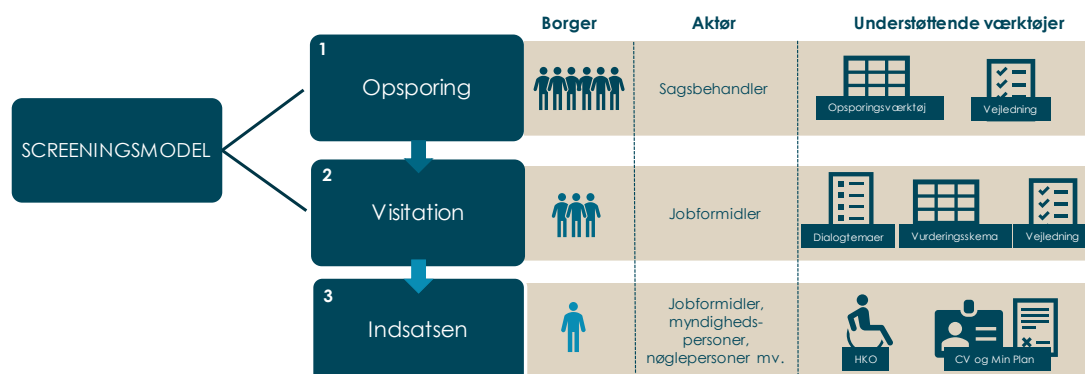 Borger
Aktør
Understøttende værktøjer
SCREENINGSMODEL
1
Opsporing
Sagsbehandler
Opsporingsværktøj
Vejledning
2
Visitation
Jobformidler
Dialogtemaer
Vurderingsskema
Vejledning
3
Indsatsen
Jobformidler,
myndigheds-
personer,
nøglepersoner mv.
HKO
CV og Min Plan